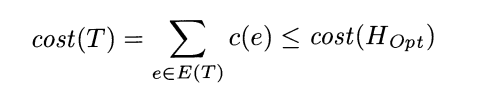 cost(T) = ∑_{e∈E(T)} c(e) ≤ cost(H_{Opt})